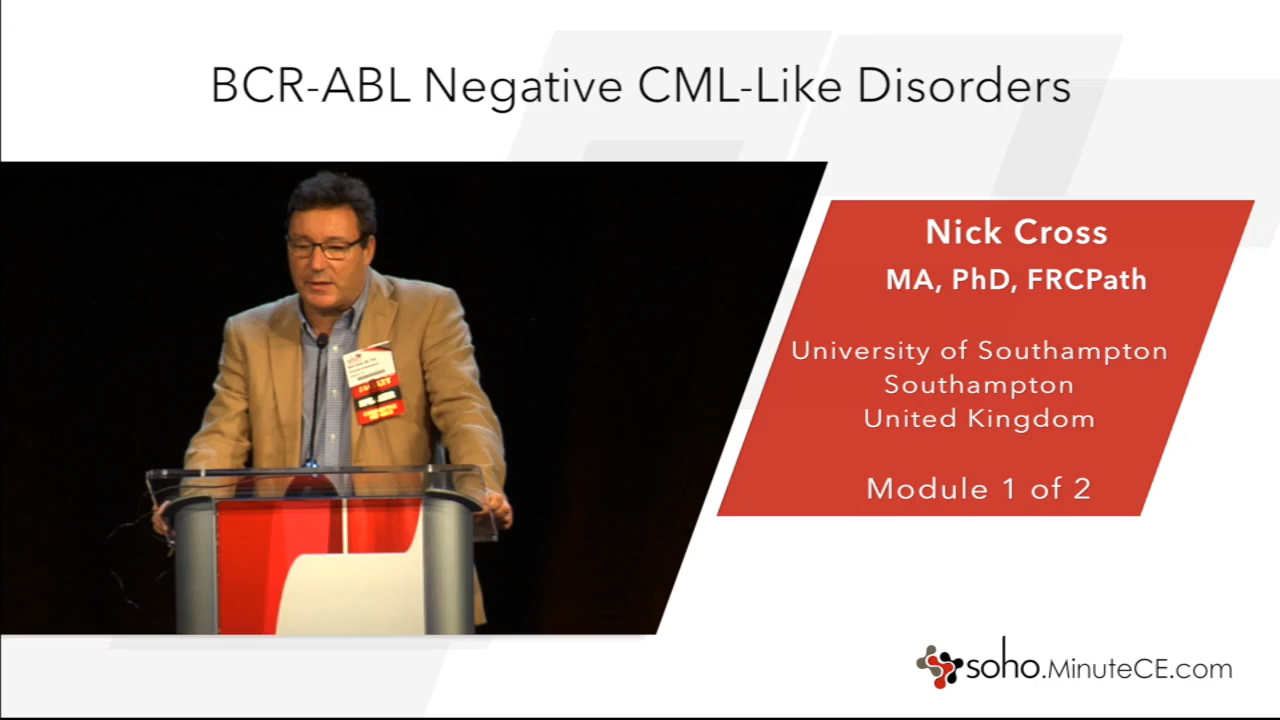 BCR-ABL Negative CML-Like Disorders
Nick Cross
MA, PhD, FRCPath
University of Southampton
Southampton
United Kingdom
Module 1 of 2
soho.MinuteCE.com